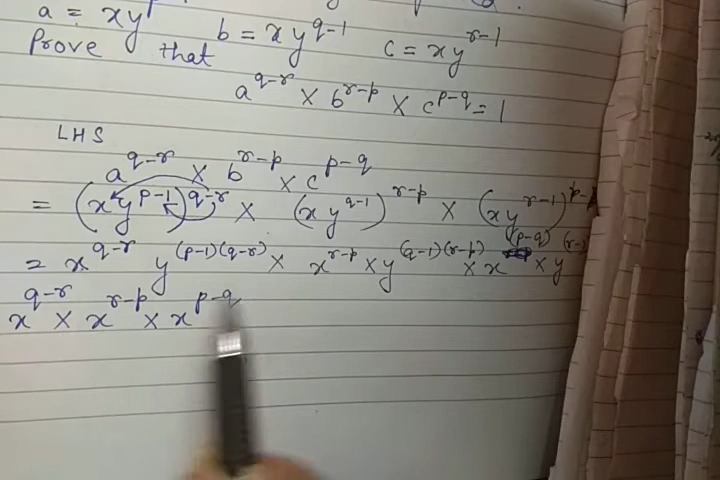 a = xy b = xy^{q-1} c = xy^{r-1}
Prove that
a^{q-r} × b^{r-p} × c^{p-q} = 1
LHS
a^{q-r} × b^{r-p} × c^{p-q}
= (xy^{p-1})^{q-r} × (xy^{q-1})^{r-p} × (xy^{r-1})^{p-
= x^{q-r} y^{(p-1)(q-r)} × x^{r-p} × y^{(q-1)(r-p)} × x^{(p-q)} × y^{(r-1)
x^{q-r} × x^{r-p} × x^{p-q}